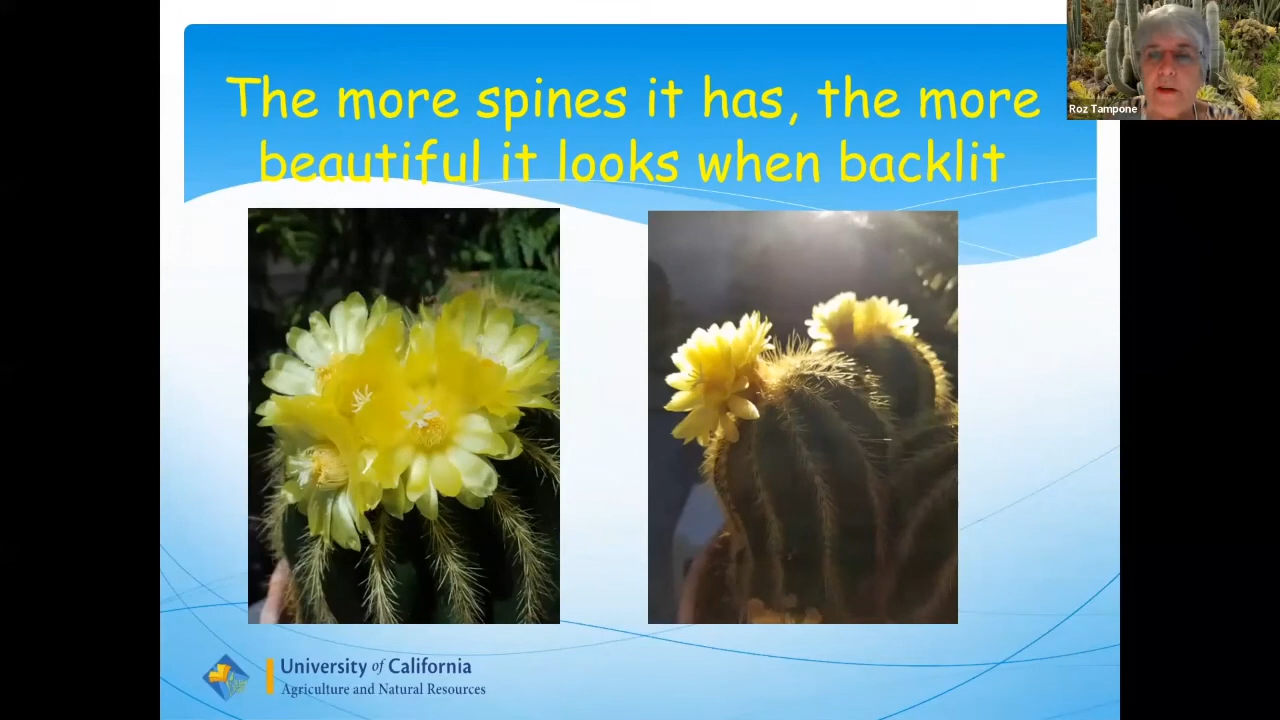 The more spines it has, the more
beautiful it looks when backlit
Roz Tampone
University of California
Agriculture and Natural Resources